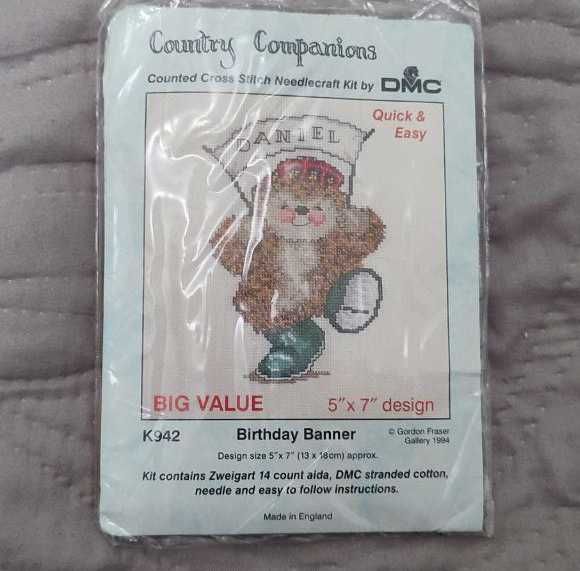 Country Companions
Counted Cross Stitch Needlecraft Kit by DMC
Quick &
Easy
DANIEL
BIG VALUE
5" x 7" design
K942
Birthday Banner
© Gordon Fraser
Gallery 1994
Design size 5"x 7" (13 x 18cm) approx.
Kit contains Zweigart 14 count aida, DMC stranded cotton,
needle and easy to follow instructions.
Made in England